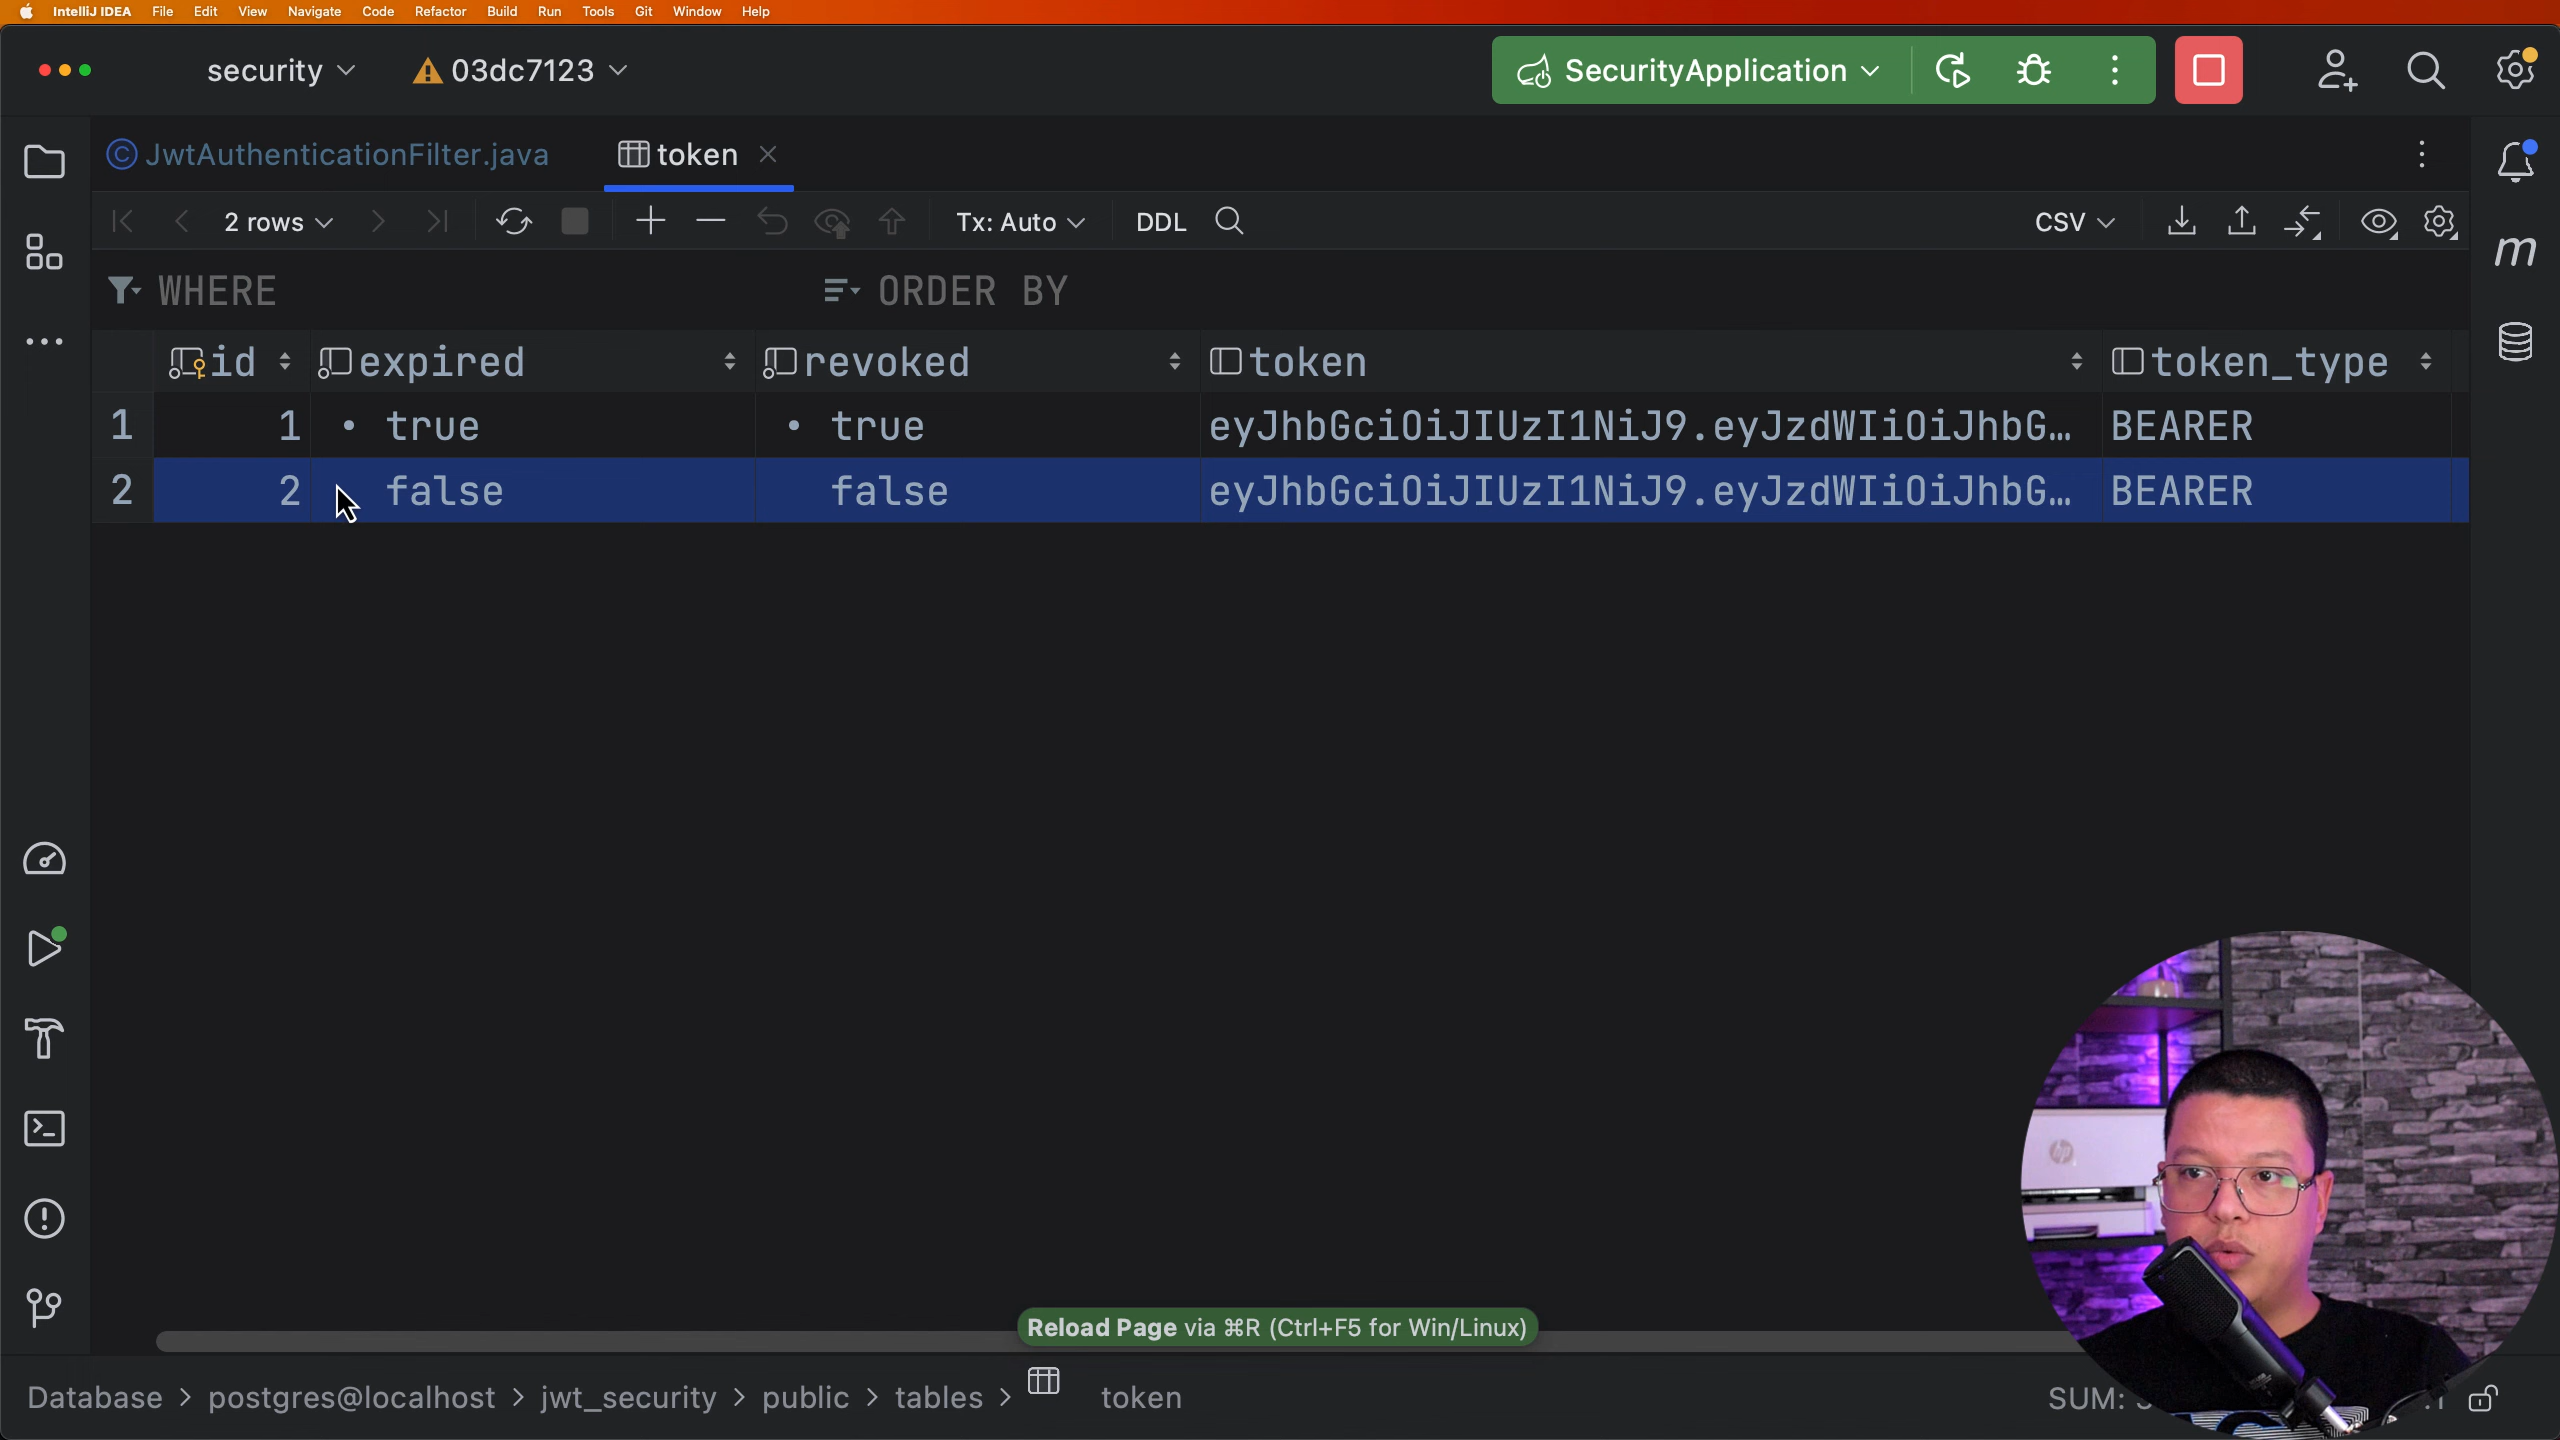 IntelliJ IDEA File Edit View Navigate Code Refactor Build Run Tools Git Window Help
security 03dc7123 SecurityApplication
JwtAuthenticationFilter.java token
2 rows Tx: Auto DDL CSV
WHERE ORDER BY
id expired revoked token token_type
1 1 true true eyJhbGciOiJIUzI1NiJ9.eyJzdWIiOiJhbG… BEARER
2 2 false false eyJhbGciOiJIUzI1NiJ9.eyJzdWIiOiJhbG… BEARER
m
hp
Reload Page via ⌘R (Ctrl+F5 for Win/Linux)
Database > postgres@localhost > jwt_security > public > tables > token SUM: